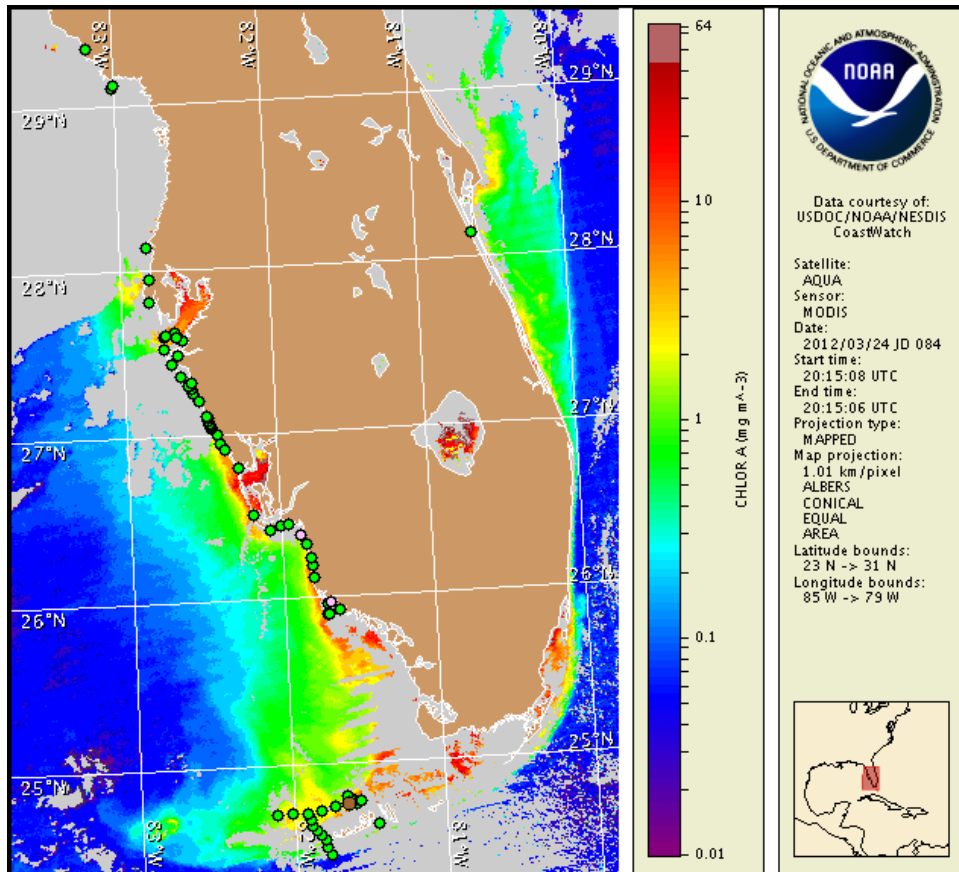 83°W
82°W
81°W
80°W
29°N
29°N
28°N
28°N
27°N
27°N
26°N
26°N
25°N
25°N
83°W
82°W
81°W
64
10
1
0.1
0.01
CHLOR A (mg m^-3)
NATIONAL OCEANIC AND ATMOSPHERIC ADMINISTRATION
NOAA
U.S. DEPARTMENT OF COMMERCE
Data courtesy of:
USDOC/NOAA/NESDIS
CoastWatch
Satellite:
AQUA
Sensor:
MODIS
Date:
2012/03/24 JD 084
Start time:
20:15:08 UTC
End time:
20:15:06 UTC
Projection type:
MAPPED
Map projection:
1.01 km/pixel
ALBERS
CONICAL
EQUAL
AREA
Latitude bounds:
23 N -> 31 N
Longitude bounds:
85 W -> 79 W